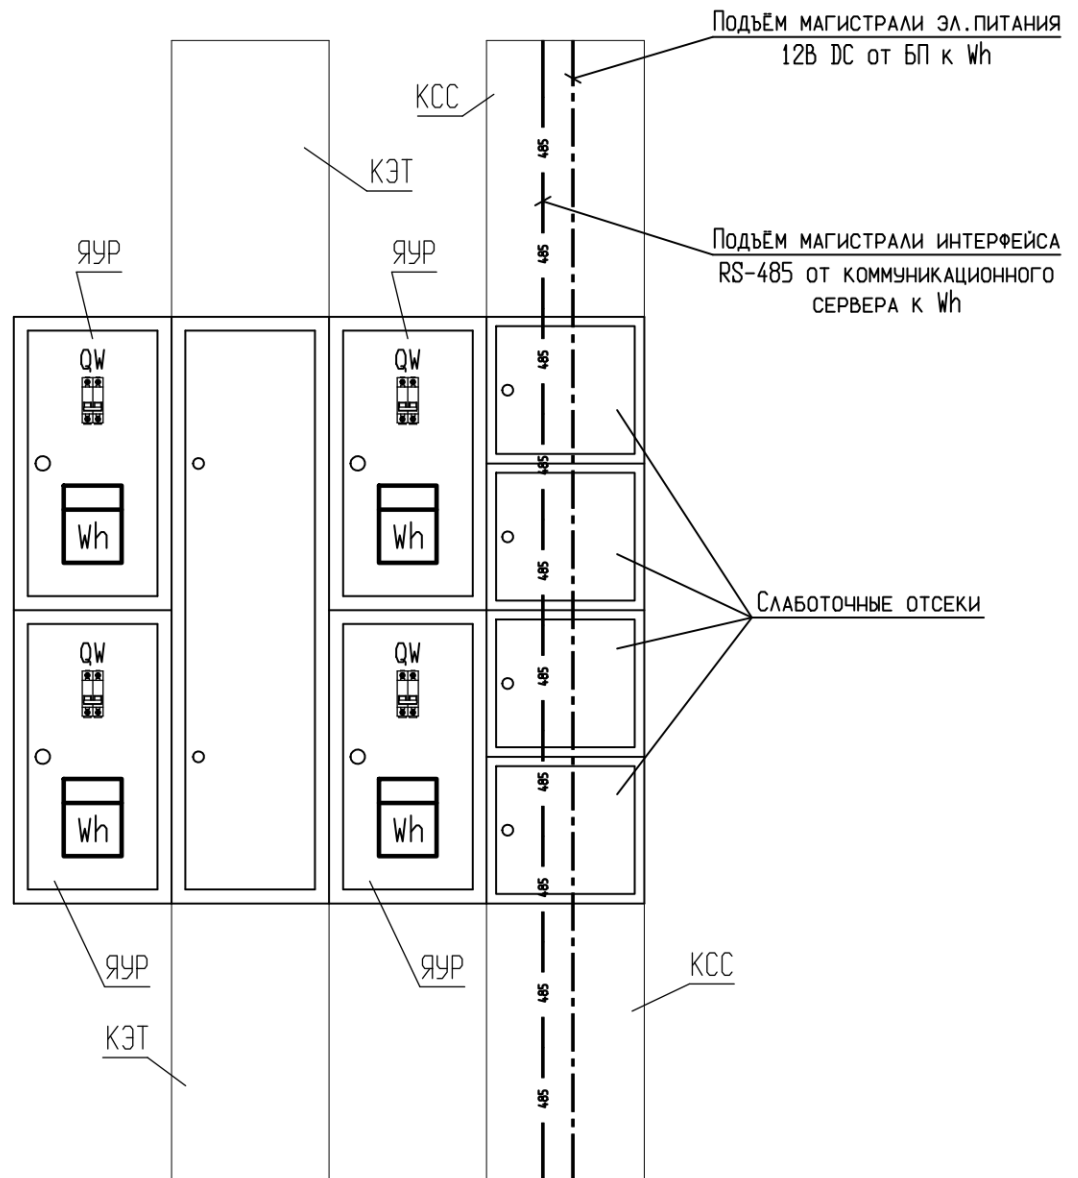 Подъём магистрали эл.питания
12В DC от БП к Wh
КСС
485
КЭТ
Подъём магистрали интерфейса
RS-485 от коммуникационного
сервера к Wh
485
ЯУР
ЯУР
QW
QW
485
485
Wh
Wh
485
Слаботочные отсеки
QW
QW
485
485
Wh
Wh
485
ЯУР
ЯУР
КСС
485
КЭТ
485